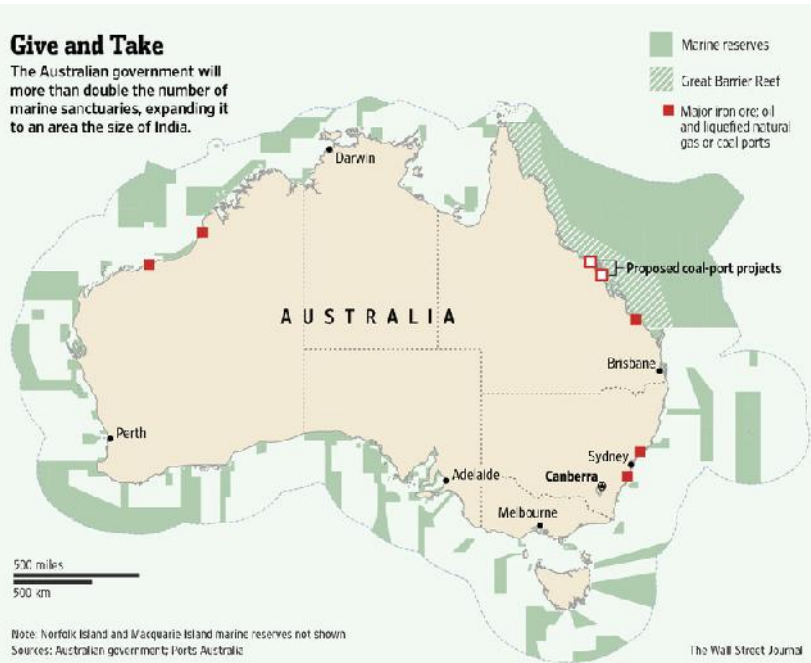 Give and Take
The Australian government will
more than double the number of
marine sanctuaries, expanding it
to an area the size of India.
Marine reserves
Great Barrier Reef
Major iron ore; oil
and liquefied natural
gas or coal ports
Darwin
Proposed coal-port projects
AUSTRALIA
Brisbane
Perth
Sydney
Adelaide
Canberra
Melbourne
500 miles
500 km
Note: Norfolk Island and Macquarie Island marine reserves not shown
Sources: Australian government; Ports Australia
The Wall Street Journal